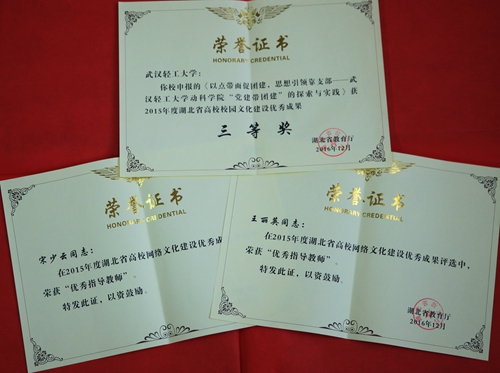 荣誉证书
HONORARY CREDENTIAL
武汉轻工大学:
你校申报的《以点带面促团建、思想引领靠支部——武
汉轻工大学动科学院“党建带团建”的探索与实践》获
2015年度湖北省高校校园文化建设优秀成果
三等奖
湖北省教育厅
2016年12月
荣誉证书
HONORARY CREDENTIAL
宋少云同志:
在2015年度湖北省高校网络文化建设优秀成
荣获“优秀指导教师”。
特发此证，以资鼓励。
荣誉证书
HONORARY CREDENTIAL
王丽英同志:
在2015年度湖北省高校网络文化建设优秀成果评选中,
荣获“优秀指导教师”。
特发此证，以资鼓励。
湖北省教育厅
2016年12月